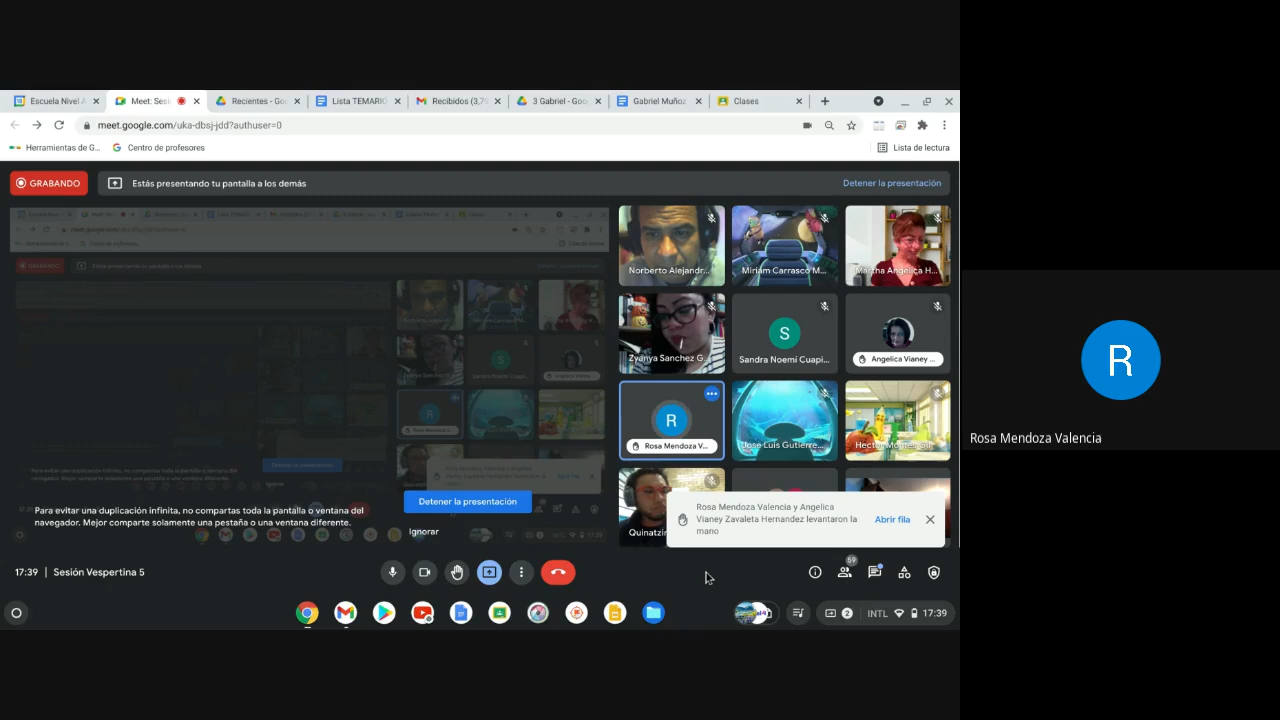 Escuela Nivel A
Meet: Sesi
Recientes - Goo
Lista TEMARI
Recibidos (3,79
3 Gabriel - Goo
Gabriel Muñoz
Clases
meet.google.com/uka-dbsj-jdd?authuser=0
Herramientas de G...
Centro de profesores
Lista de lectura
GRABANDO
Estás presentando tu pantalla a los demás
Detener la presentación
Norberto Alejandr...
Miriam Carrasco M...
Martha Angelica H...
Zyanya Sanchez G...
S
Sandra Noemí Cuapi...
Angelica Vianey ...
R
Rosa Mendoza V...
Jose Luis Gutierre...
Quinatzin
Rosa Mendoza Valencia y Angelica
Vianey Zavaleta Hernandez levantaron la
mano
Abrir fila
Para evitar una duplicación infinita, no compartas toda la pantalla o ventana del
navegador. Mejor comparte solamente una pestaña o una ventana diferente.
Detener la presentación
Ignorar
17:39 | Sesión Vespertina 5
59
2
INTL
17:39
R
Rosa Mendoza Valencia